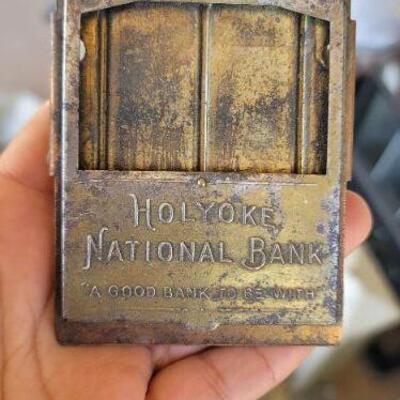 HOLYOKE
NATIONAL BANK
"A GOOD BANK TO BE WITH"